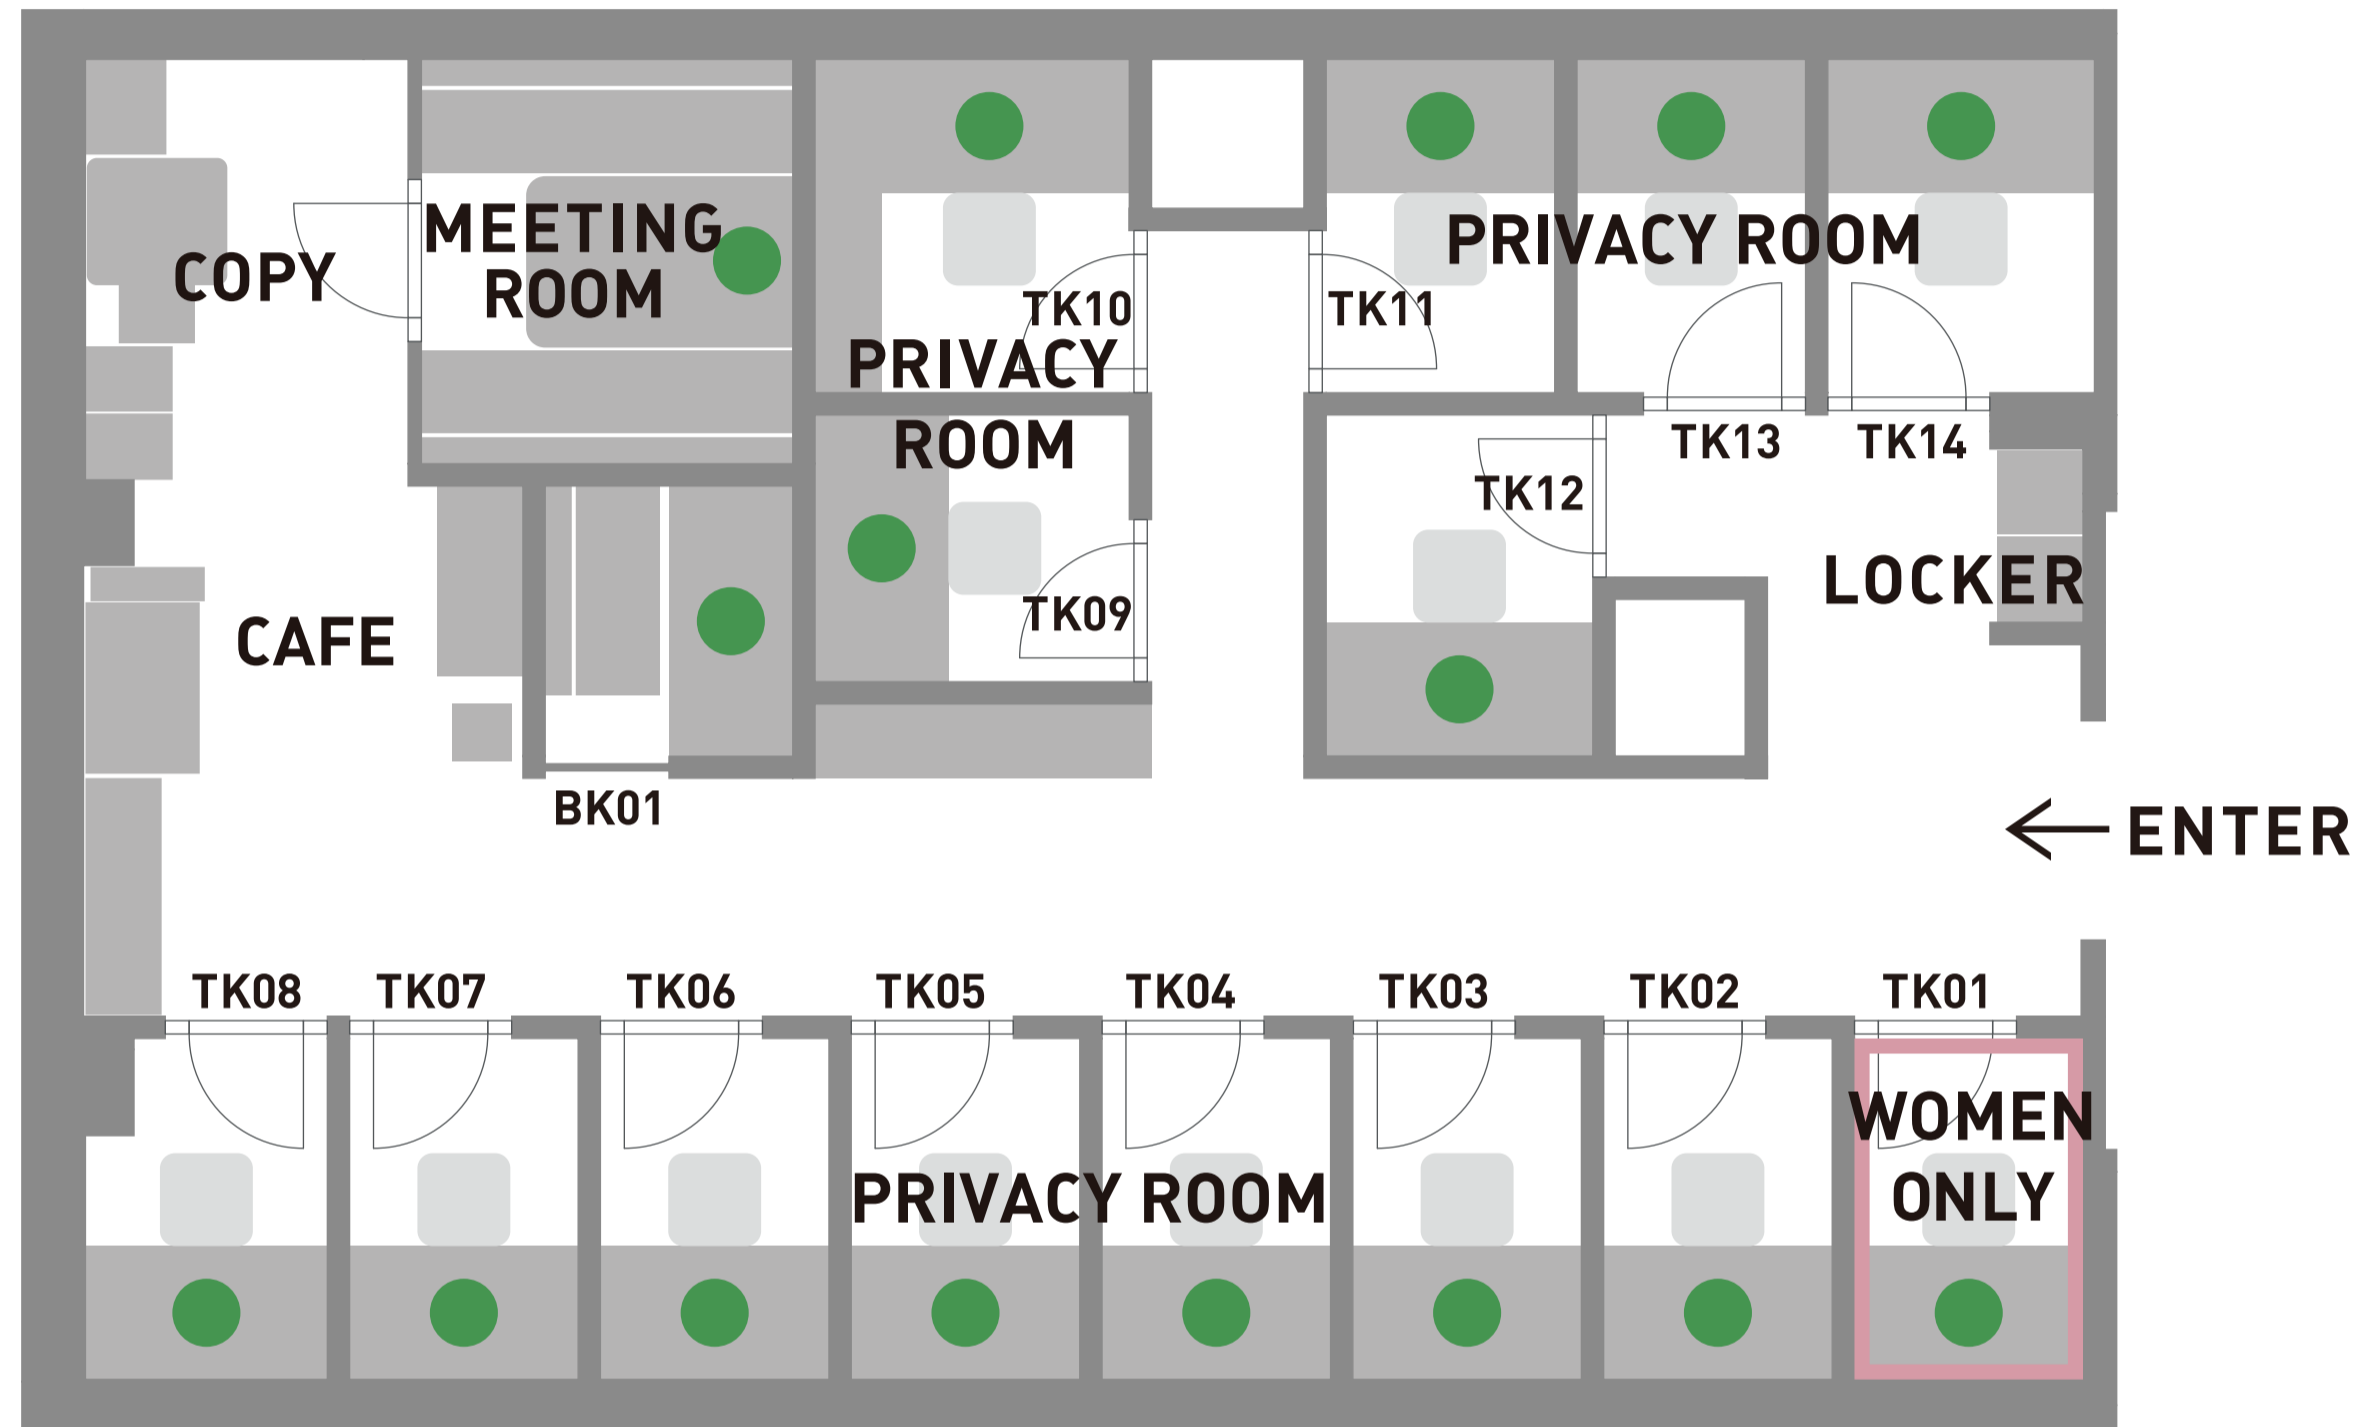 MEETING
ROOM
COPY
PRIVACY ROOM
TK10
TK11
PRIVACY
ROOM
TK13
TK14
TK12
LOCKER
TK09
CAFE
BK01
ENTER
TK08
TK07
TK06
TK05
TK04
TK03
TK02
TK01
WOMEN
ONLY
PRIVACY ROOM